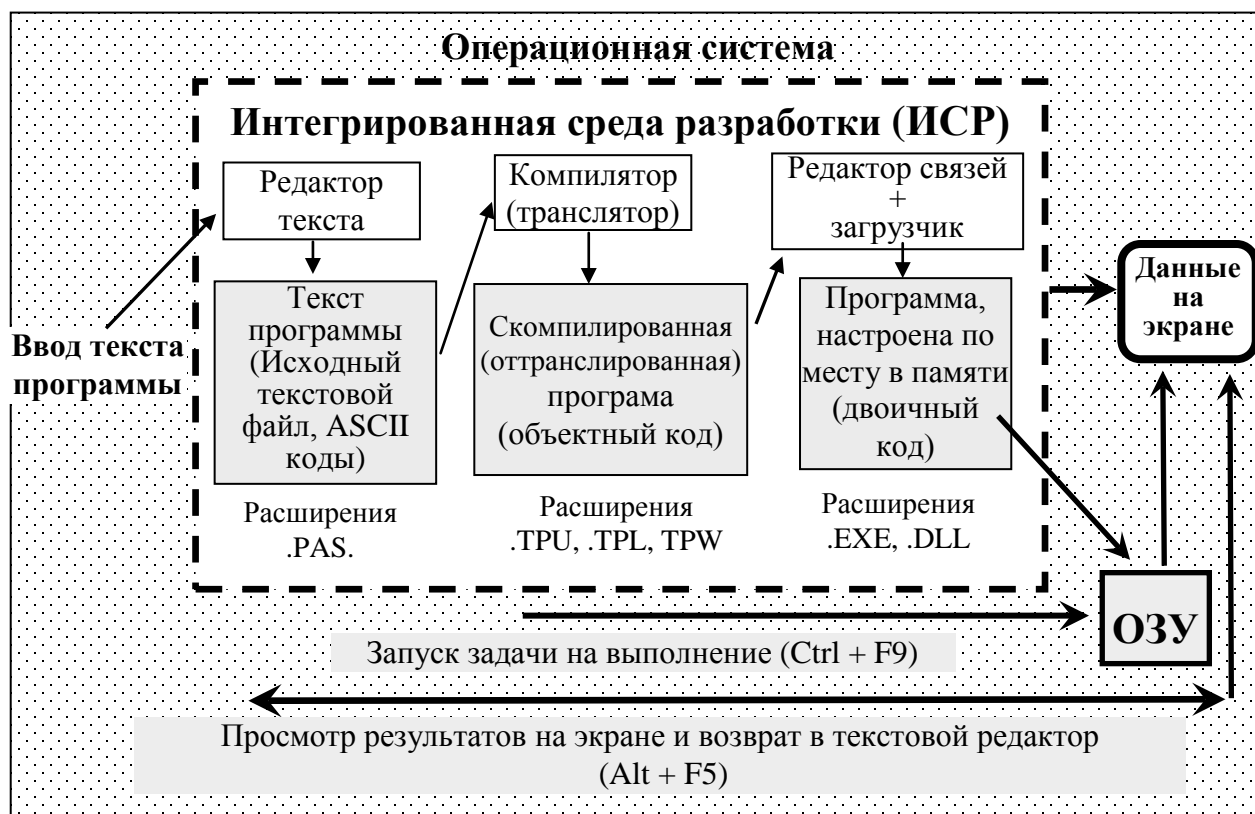 Операционная система
Интегрированная среда разработки (ИСР)
Редактор
текста
Компилятор
(транслятор)
Редактор связей
+
загрузчик
Данные
на
экране
Ввод текста
программы
Текст
программы
(Исходный
текстовой
файл, ASCII
коды)
Скомпилированная
(оттранслированная)
програма
(объектный код)
Программа,
настроена по
месту в памяти
(двоичный
код)
Расширения
.PAS.
Расширения
.TPU, .TPL, TPW
Расширения
.EXE, .DLL
ОЗУ
Запуск задачи на выполнение (Ctrl + F9)
Просмотр результатов на экране и возврат в текстовой редактор
(Alt + F5)